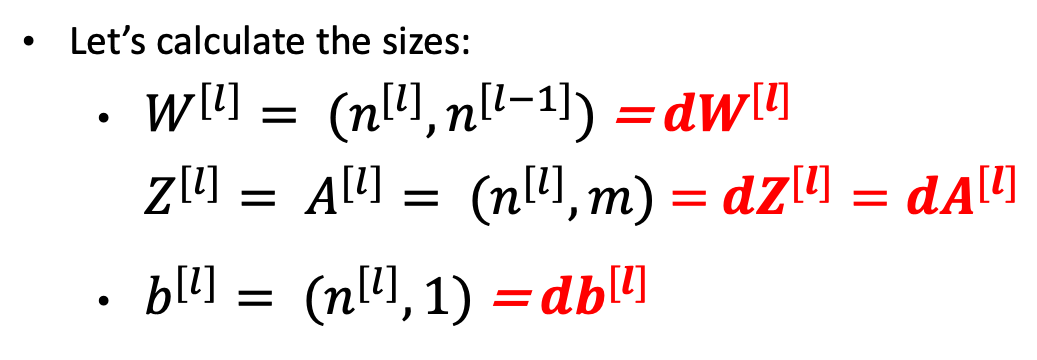 • Let’s calculate the sizes:
• W^[l] = (n^[l], n^[l−1]) = dW^[l]
Z^[l] = A^[l] = (n^[l], m) = dZ^[l] = dA^[l]
• b^[l] = (n^[l], 1) = db^[l]